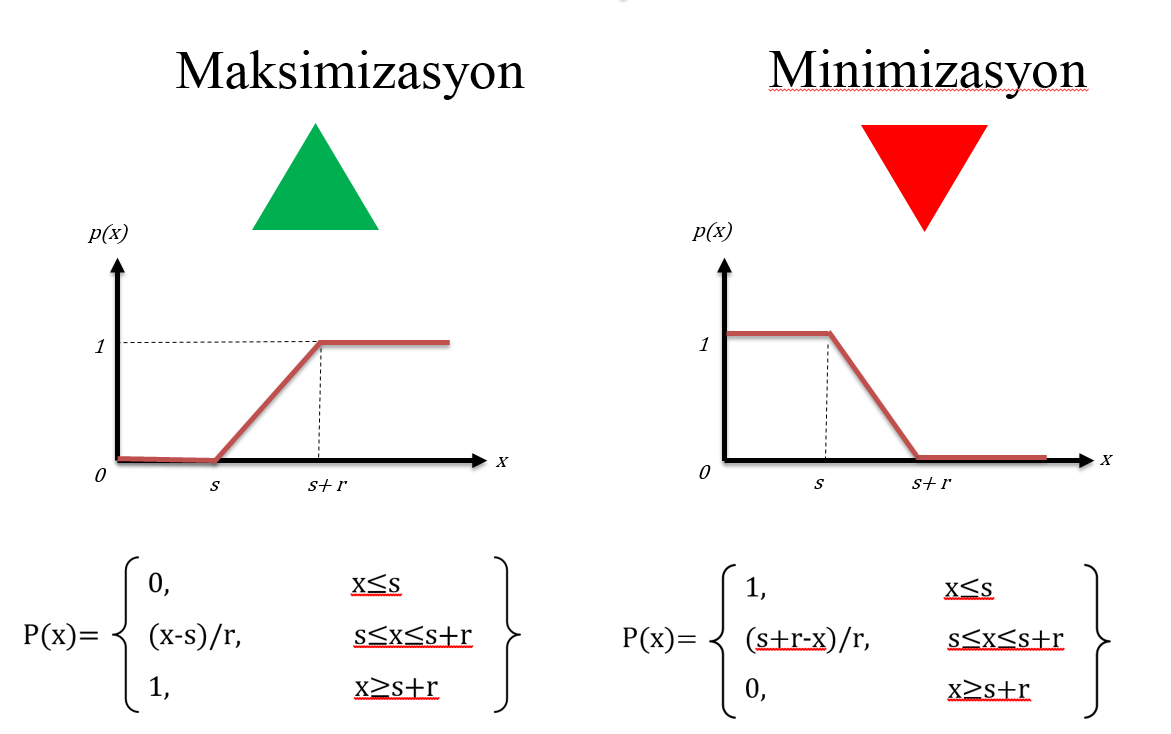 Maksimizasyon
p(x)
1
0
s
s+ r
x
P(x)=
0, x≤s
(x-s)/r, s≤x≤s+r
1, x≥s+r
Minimizasyon
p(x)
1
0
s
s+ r
x
P(x)=
1, x≤s
(s+r-x)/r, s≤x≤s+r
0, x≥s+r